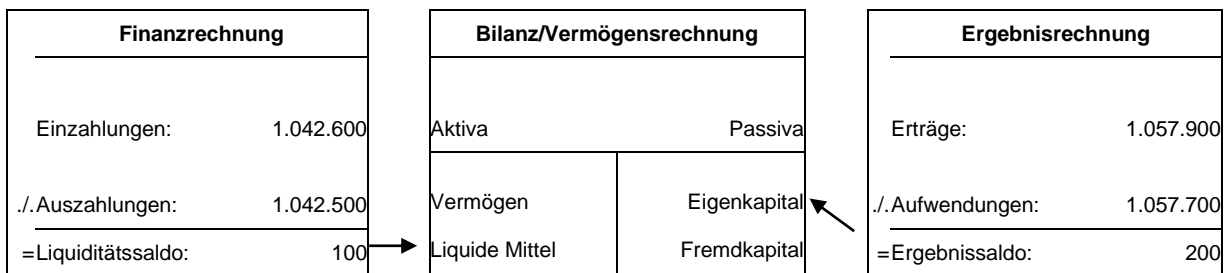 Finanzrechnung
Einzahlungen: 1.042.600
./.Auszahlungen: 1.042.500
=Liquiditätssaldo: 100
Bilanz/Vermögensrechnung
Aktiva Passiva
Vermögen Eigenkapital
Liquide Mittel Fremdkapital
Ergebnisrechnung
Erträge: 1.057.900
./.Aufwendungen: 1.057.700
=Ergebnissaldo: 200